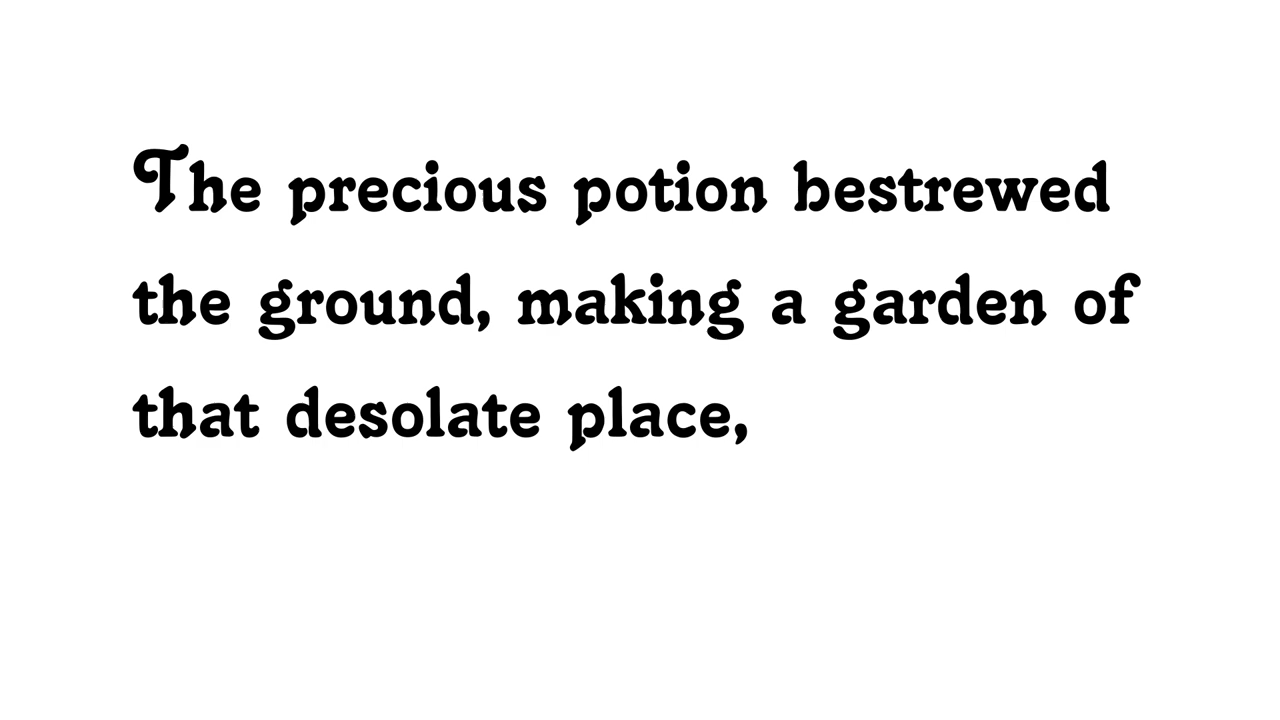 The precious potion bestrewed
the ground, making a garden of
that desolate place,